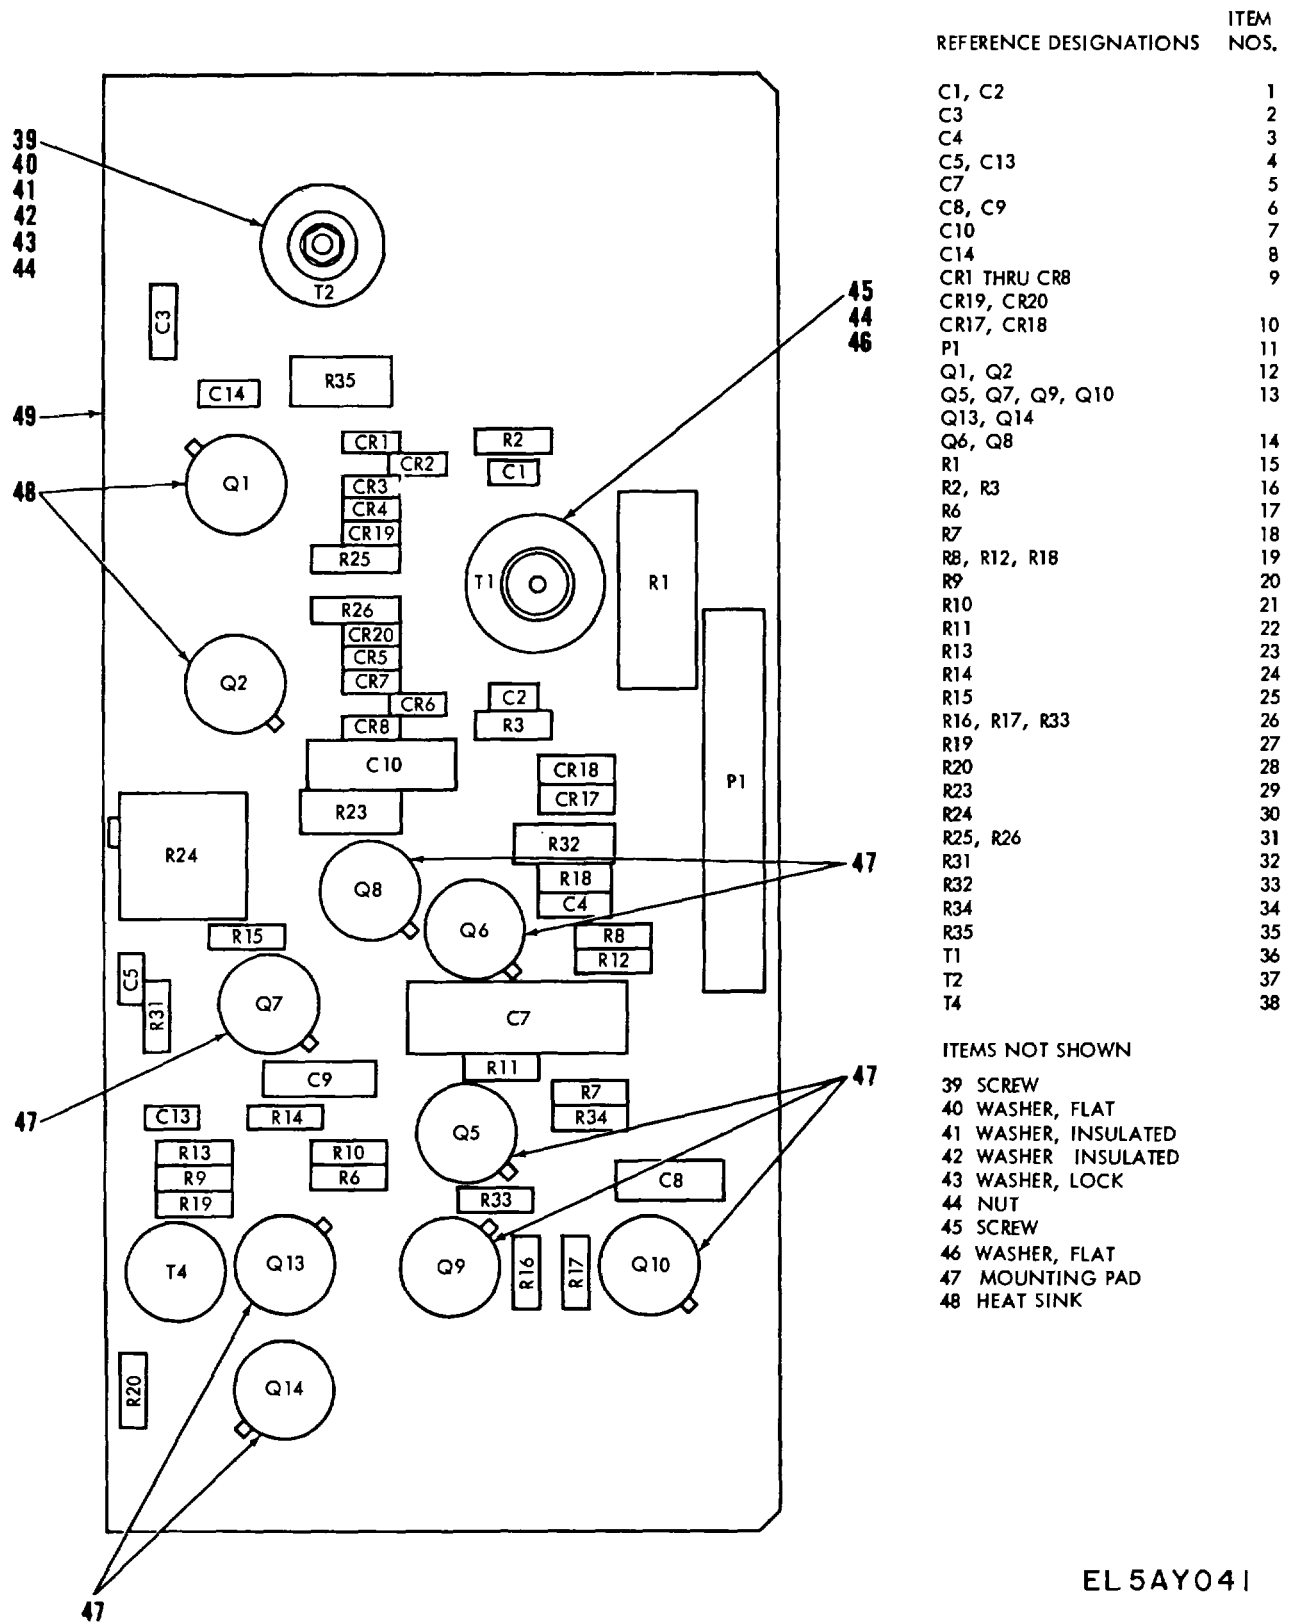 ITEM
REFERENCE DESIGNATIONS NOS.
C1, C2 1
C3 2
C4 3
C5, C13 4
C7 5
C8, C9 6
C10 7
C14 8
CR1 THRU CR8 9
CR19, CR20
CR17, CR18 10
P1 11
Q1, Q2 12
Q5, Q7, Q9, Q10 13
Q13, Q14
Q6, Q8 14
R1 15
R2, R3 16
R6 17
R7 18
R8, R12, R18 19
R9 20
R10 21
R11 22
R13 23
R14 24
R15 25
R16, R17, R33 26
R19 27
R20 28
R23 29
R24 30
R25, R26 31
R31 32
R32 33
R34 34
R35 35
T1 36
T2 37
T4 38
ITEMS NOT SHOWN
39 SCREW
40 WASHER, FLAT
41 WASHER, INSULATED
42 WASHER INSULATED
43 WASHER, LOCK
44 NUT
45 SCREW
46 WASHER, FLAT
47 MOUNTING PAD
48 HEAT SINK
39
40
41
42
43
44
T2
C3
45
44
46
R35
C14
49
CR1
R2
CR2
C1
Q1
CR3
48
CR4
CR19
R25
T1
R1
R26
CR20
CR5
Q2
CR7
C2
CR6
R3
CR8
C10
CR18
P1
CR17
R23
R32
R24
47
Q8
R18
C4
Q6
R15
R8
R12
C5
R31
Q7
C7
R11
C9
47
R7
C13
R14
R34
47
Q5
R13
R10
R9
R6
C8
R19
R33
T4
Q13
Q9
R16
R17
Q10
R20
Q14
47
EL5AY041